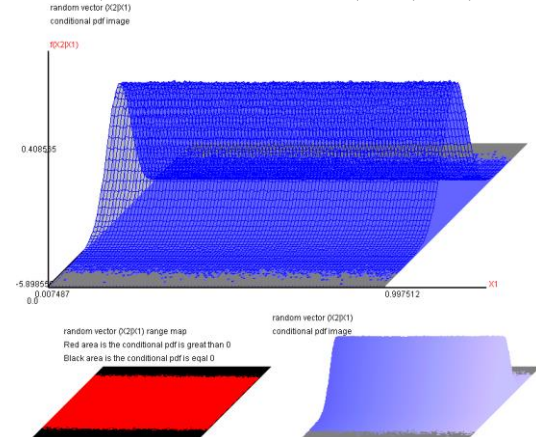 random vector (X2|X1)
conditional pdf image
f(X2|X1)
0.408535
-5.898550
X1
0.007487
0.997512
0.0
random vector (X2|X1)
random vector (X2|X1) range map
conditional pdf image
Red area is the conditional pdf is great than 0
Black area is the conditional pdf is eqal 0